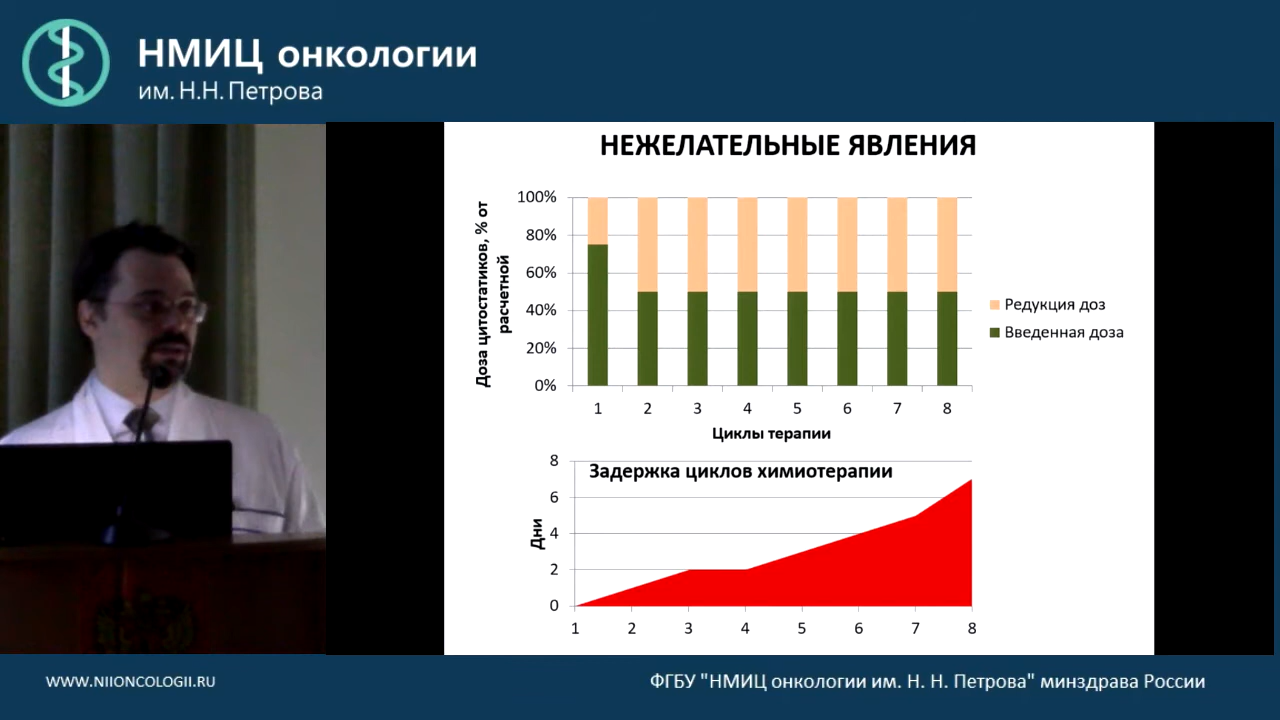 НМИЦ онкологии
им. Н.Н. Петрова
НЕЖЕЛАТЕЛЬНЫЕ ЯВЛЕНИЯ
Доза цитостатиков, % от
расчетной
100%
80%
60%
40%
20%
0%
1 2 3 4 5 6 7 8
Циклы терапии
Редукция доз
Введенная доза
Задержка циклов химиотерапии
Дни
8
6
4
2
0
1 2 3 4 5 6 7 8
WWW.NIIONCOLOGII.RU
ФГБУ "НМИЦ онкологии им. Н. Н. Петрова" минздрава России